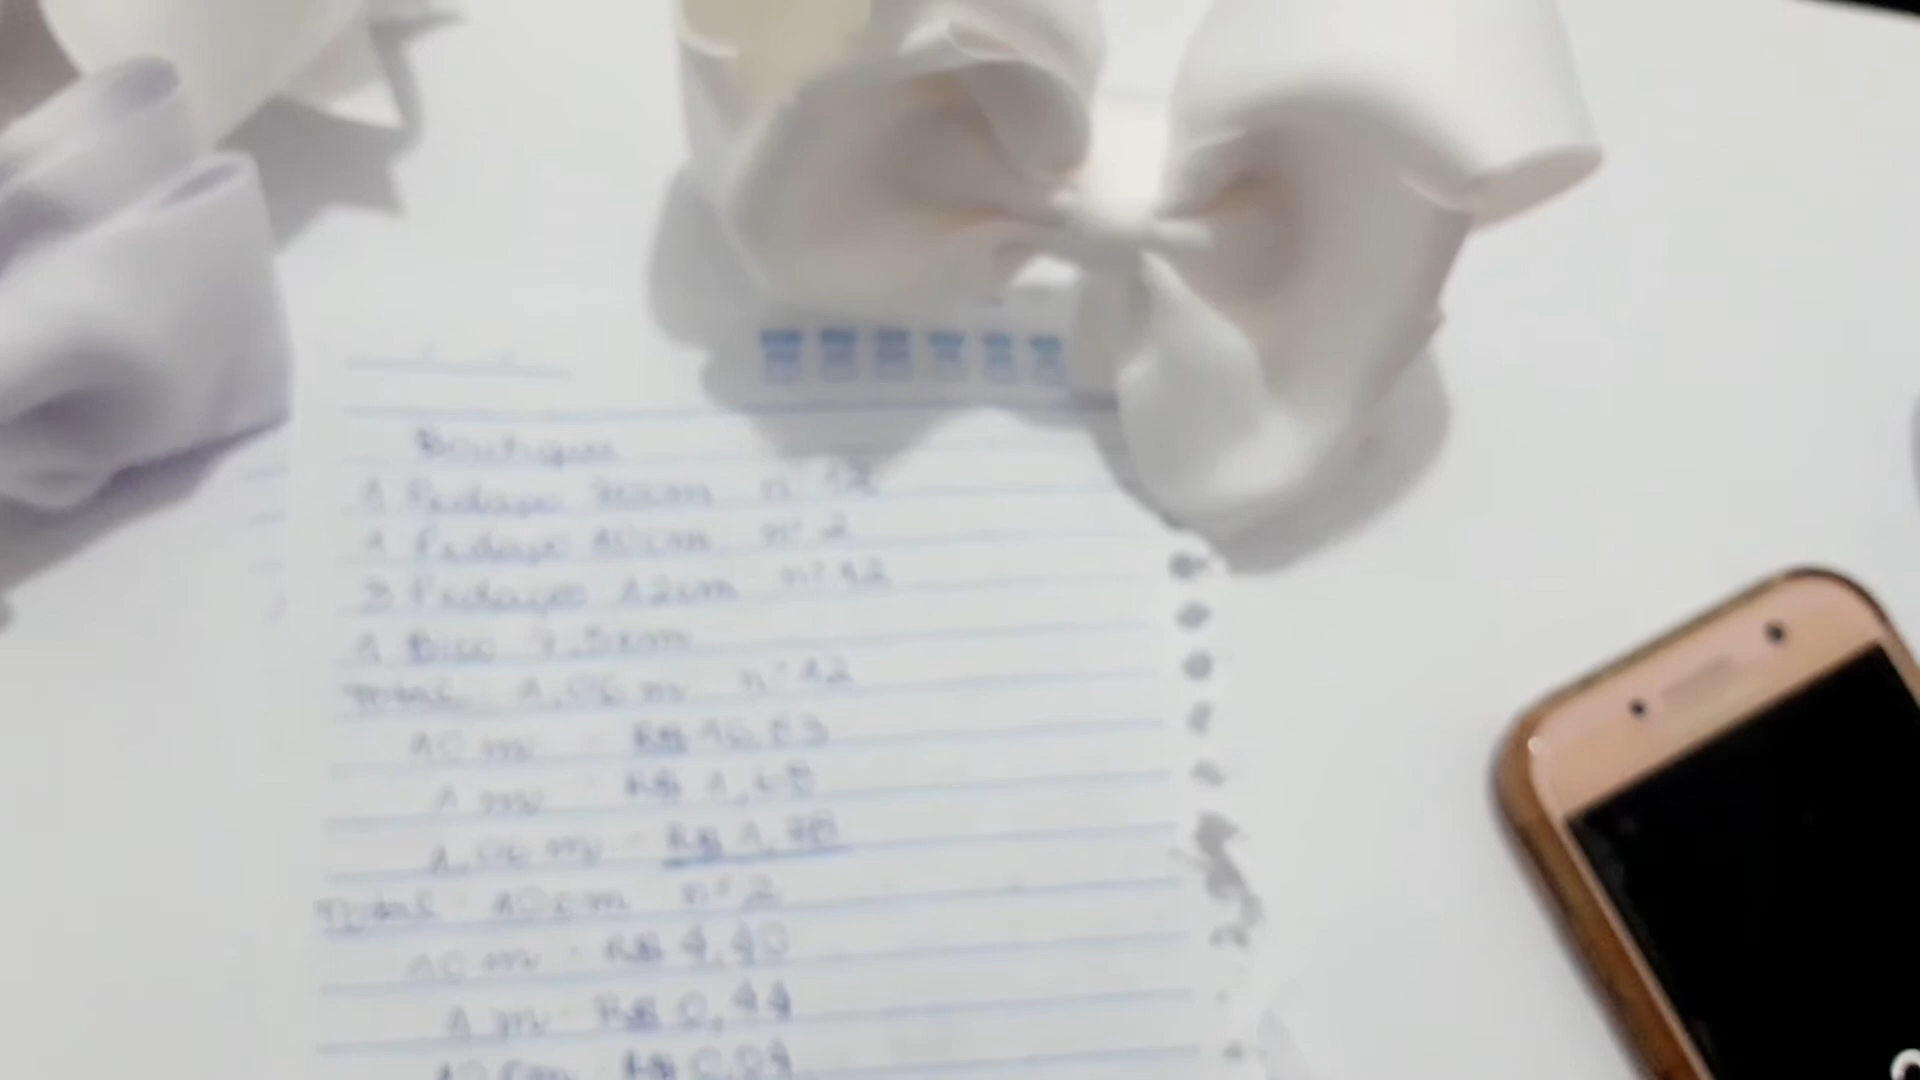 Boutique
1 Pedaço 70cm n° 12
1 Pedaço 10cm n° 2
3 Pedaços 12cm n° 12
1 Bico 7,5cm
Total: 1,06 m n° 12
10 m - R$ 16,83
1 m - R$ 1,68
1,06 m - R$ 1,78
Total 10cm n° 2
10 m - R$ 4,40
1 m - R$ 0,44
10 cm R$ 0,04